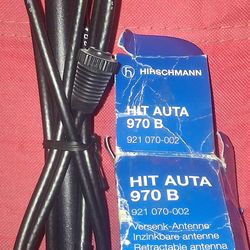 HIRSCHMANN
HIT AUTA
970 B
921 070-002
HIT AUTA
970 B
921 070-002
Versenk-Antenne
Inzinkbare antenne
Retractable antenna